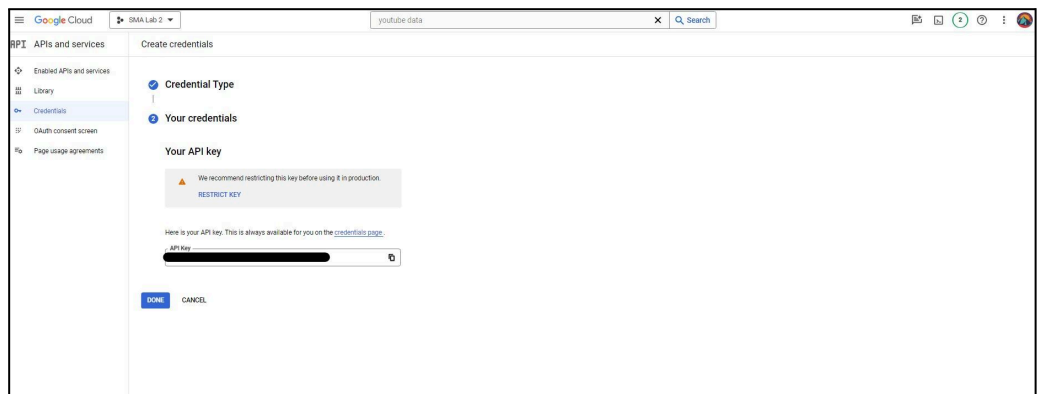 Google Cloud
SMA Lab 2
youtube data
Search
2
API APIs and services
Create credentials
Enabled APIs and services
Library
Credentials
OAuth consent screen
Page usage agreements
Credential Type
2 Your credentials
Your API key
We recommend restricting this key before using it in production.
RESTRICT KEY
Here is your API key. This is always available for you on the credentials page .
API Key
DONE
CANCEL